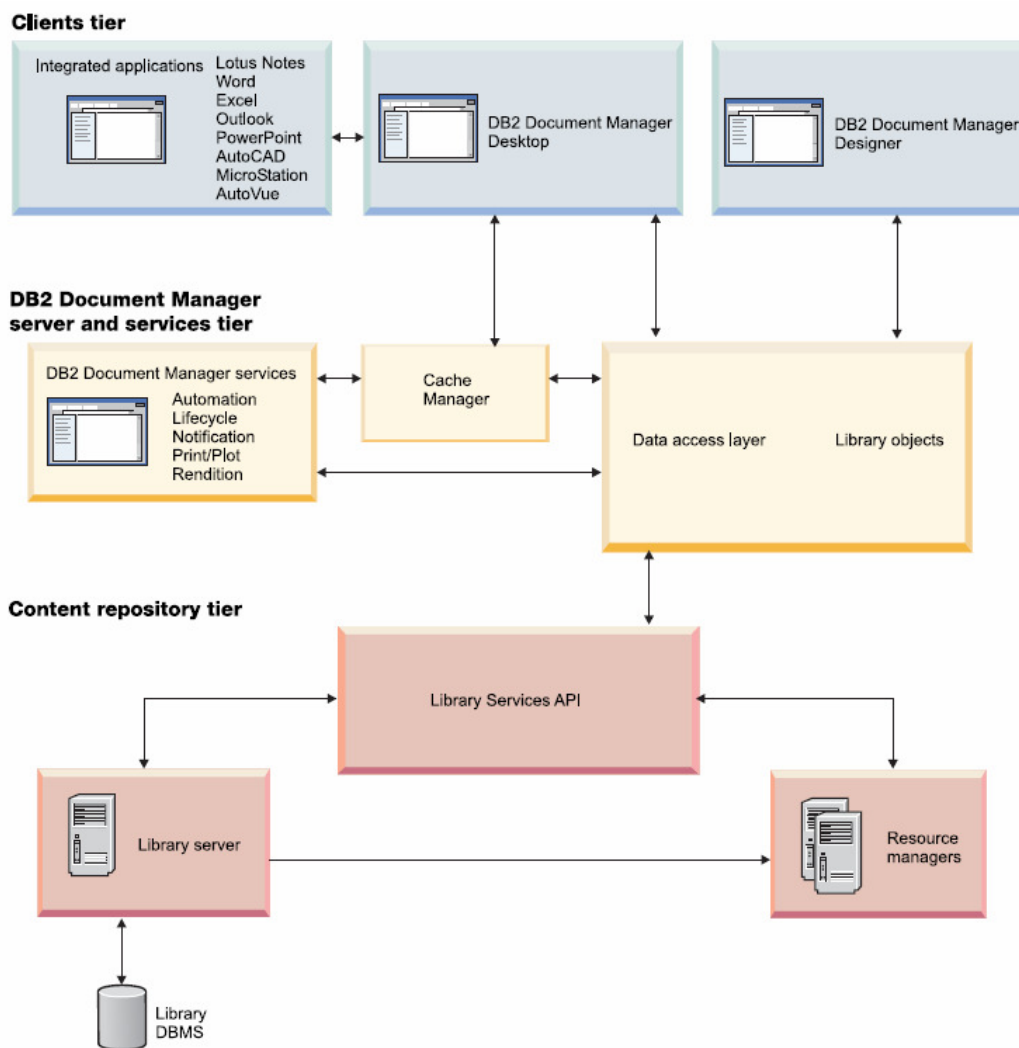 Clients tier
Integrated applications
Lotus Notes
Word
Excel
Outlook
PowerPoint
AutoCAD
MicroStation
AutoVue
DB2 Document Manager
Desktop
DB2 Document Manager
Designer
DB2 Document Manager
server and services tier
DB2 Document Manager services
Automation
Lifecycle
Notification
Print/Plot
Rendition
Cache
Manager
Data access layer
Library objects
Content repository tier
Library Services API
Library server
Resource
managers
Library
DBMS